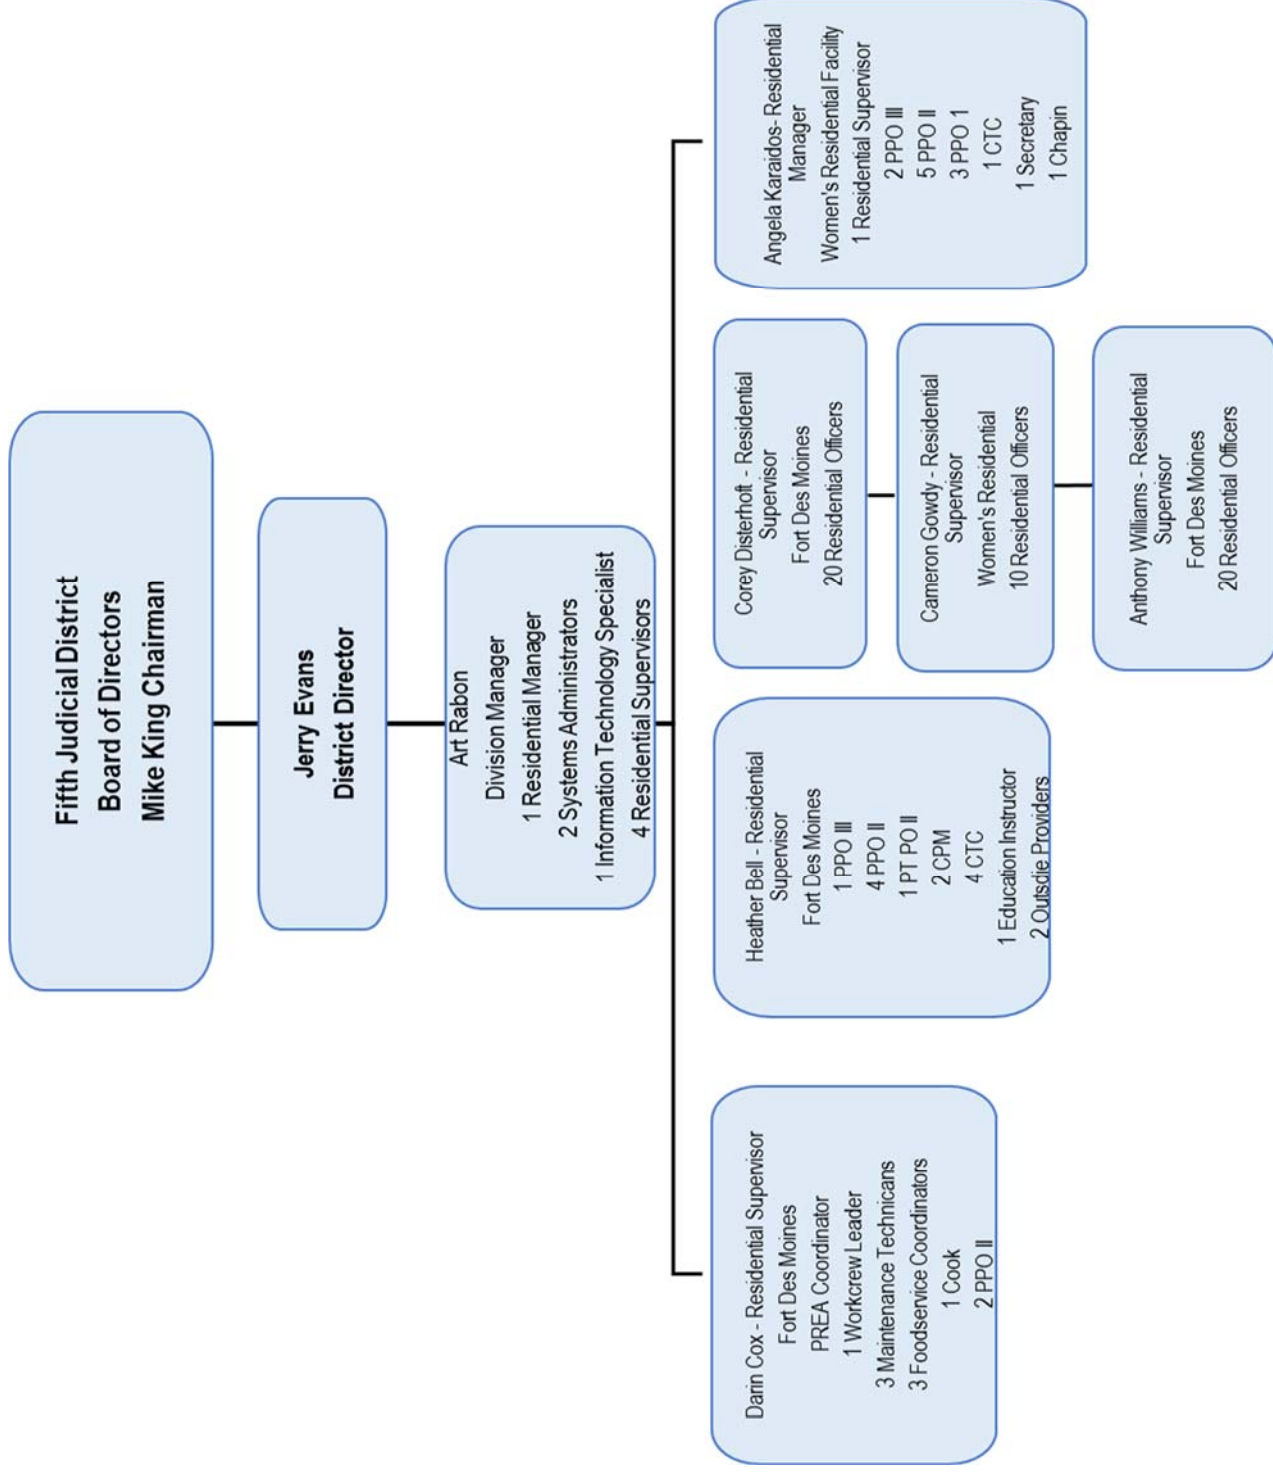 Fifth Judicial District
Board of Directors
Mike King Chairman
Jerry Evans
District Director
Art Rabon
Division Manager
1 Residential Manager
2 Systems Administrators
1 Information Technology Specialist
4 Residential Supervisors
Darin Cox - Residential Supervisor
Fort Des Moines
PREA Coordinator
1 Workcrew Leader
3 Maintenance Technicans
3 Foodservice Coordinators
1 Cook
2 PPO II
Heather Bell - Residential
Supervisor
Fort Des Moines
1 PPO III
4 PPO II
1 PT PO II
2 CPM
4 CTC
1 Education Instructor
2 Outsdie Providers
Corey Disterhoft - Residential
Supervisor
Fort Des Moines
20 Residential Officers
Cameron Gowdy - Residential
Supervisor
Women's Residential
10 Residential Officers
Anthony Williams - Residential
Supervisor
Fort Des Moines
20 Residential Officers
Angela Karaidos- Residential
Manager
Women's Residential Facility
1 Residential Supervisor
2 PPO III
5 PPO II
3 PPO 1
1 CTC
1 Secretary
1 Chapin